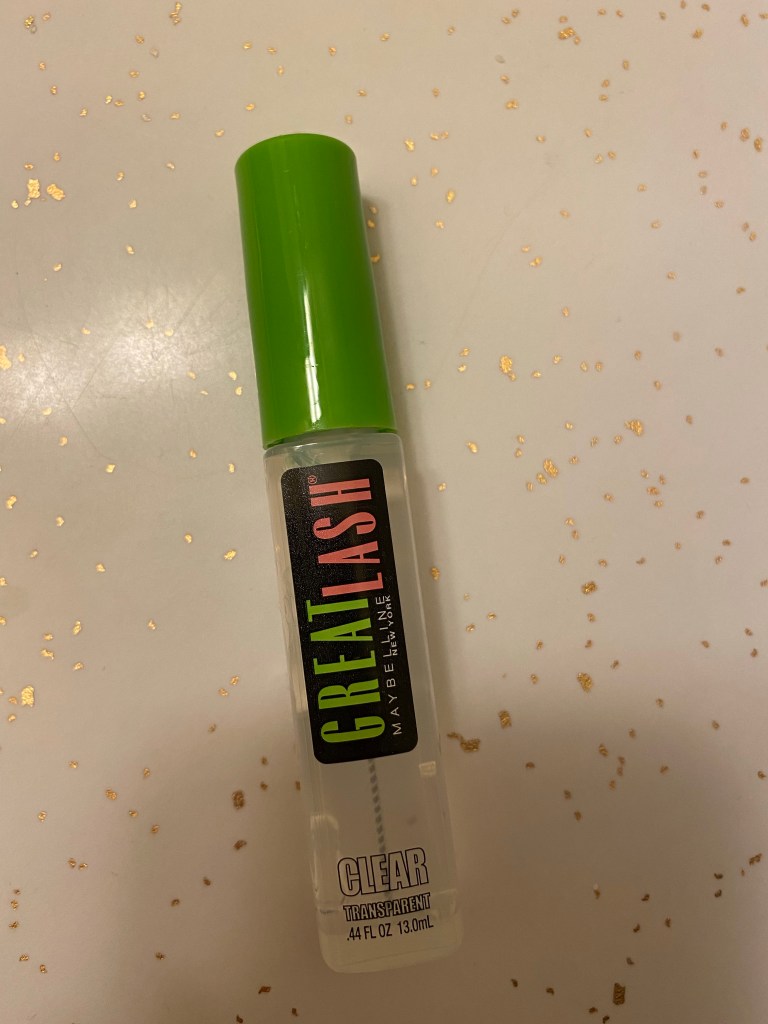 GREAT LASH®
MAYBELLINE
NEW YORK
CLEAR
TRANSPARENT
.44 FL OZ 13.0mL